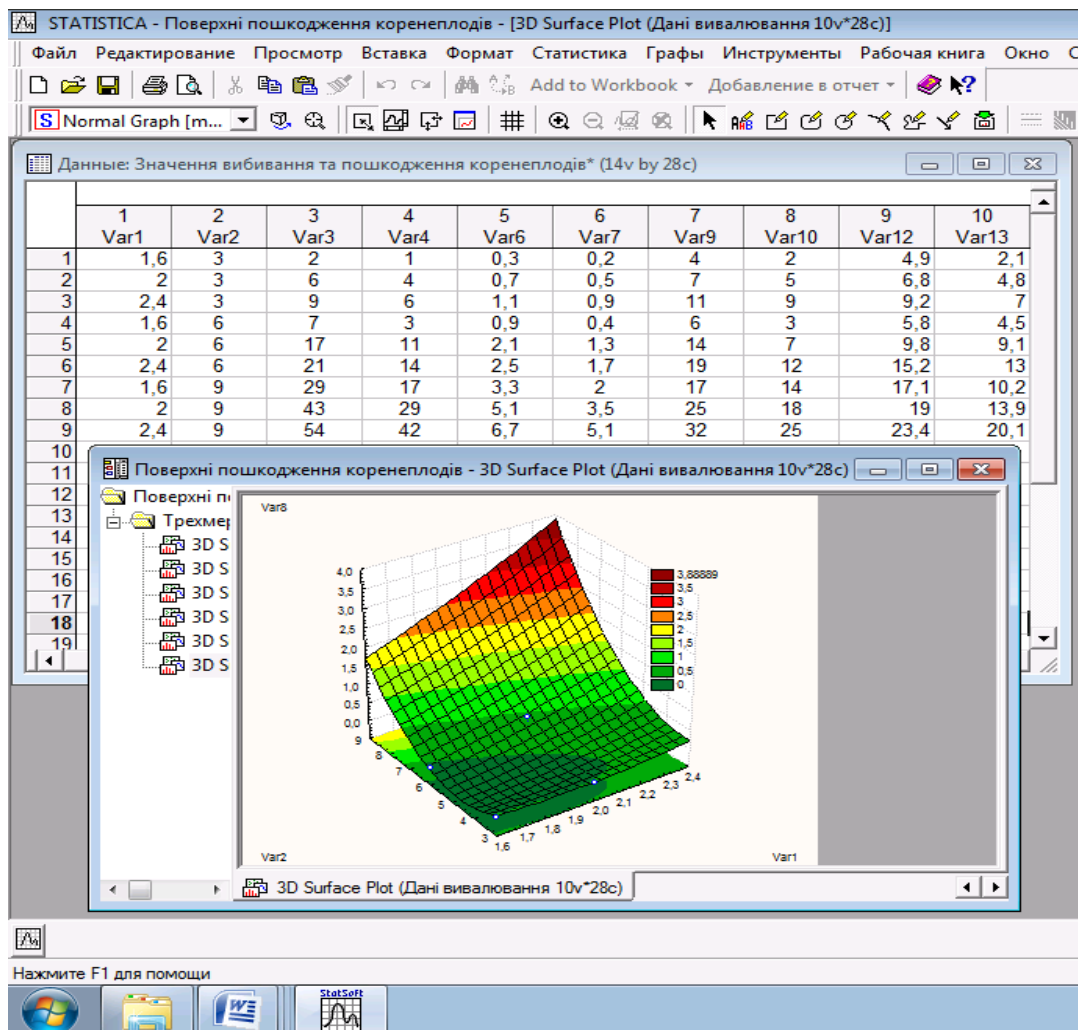 STATISTICA - Поверхні пошкодження коренеплодів - [3D Surface Plot (Дані вивалювання 10v*28c)]
Файл Редактирование Просмотр Вставка Формат Статистика Графы Инструменты Рабочая книга Окно С
Add to Workbook Добавление в отчет
S Normal Graph [m...
Данные: Значення вибивання та пошкодження коренеплодів* (14v by 28c)
1 2 3 4 5 6 7 8 9 10
Var1 Var2 Var3 Var4 Var6 Var7 Var9 Var10 Var12 Var13
1 1,6 3 2 1 0,3 0,2 4 2 4,9 2,1
2 2 3 6 4 0,7 0,5 7 5 6,8 4,8
3 2,4 3 9 6 1,1 0,9 11 9 9,2 7
4 1,6 6 7 3 0,9 0,4 6 3 5,8 4,5
5 2 6 17 11 2,1 1,3 14 7 9,8 9,1
6 2,4 6 21 14 2,5 1,7 19 12 15,2 13
7 1,6 9 29 17 3,3 2 17 14 17,1 10,2
8 2 9 43 29 5,1 3,5 25 18 19 13,9
9 2,4 9 54 42 6,7 5,1 32 25 23,4 20,1
10
11
12
13
14
15
16
17
18
19
Поверхні пошкодження коренеплодів - 3D Surface Plot (Дані вивалювання 10v*28c)
Поверхні п
Трехмер
3D S
3D S
3D S
3D S
3D S
3D S
Var8
4,0
3,5
3,0
2,5
2,0
1,5
1,0
0,5
0,0
9
8
7
6
5
4
3
1,6
1,7
1,8
1,9
2,0
2,1
2,2
2,3
2,4
3,88889
3,5
3
2,5
2
1,5
1
0,5
0
Var2
Var1
3D Surface Plot (Дані вивалювання 10v*28c)
Нажмите F1 для помощи
StatSoft